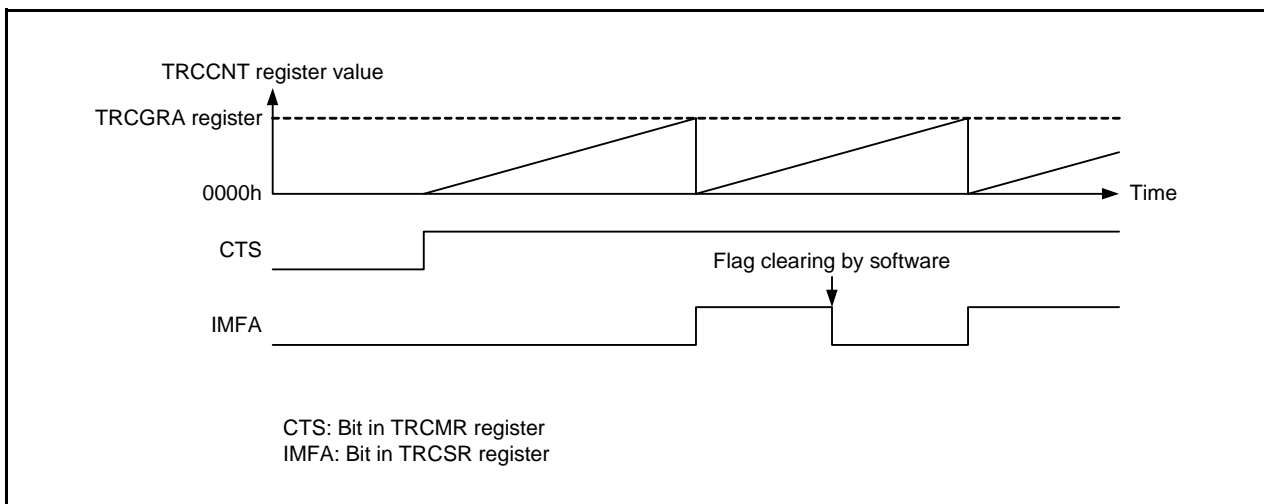 TRCCNT register value
TRCGRA register
0000h
Time
CTS
Flag clearing by software
IMFA
CTS: Bit in TRCMR register
IMFA: Bit in TRCSR register